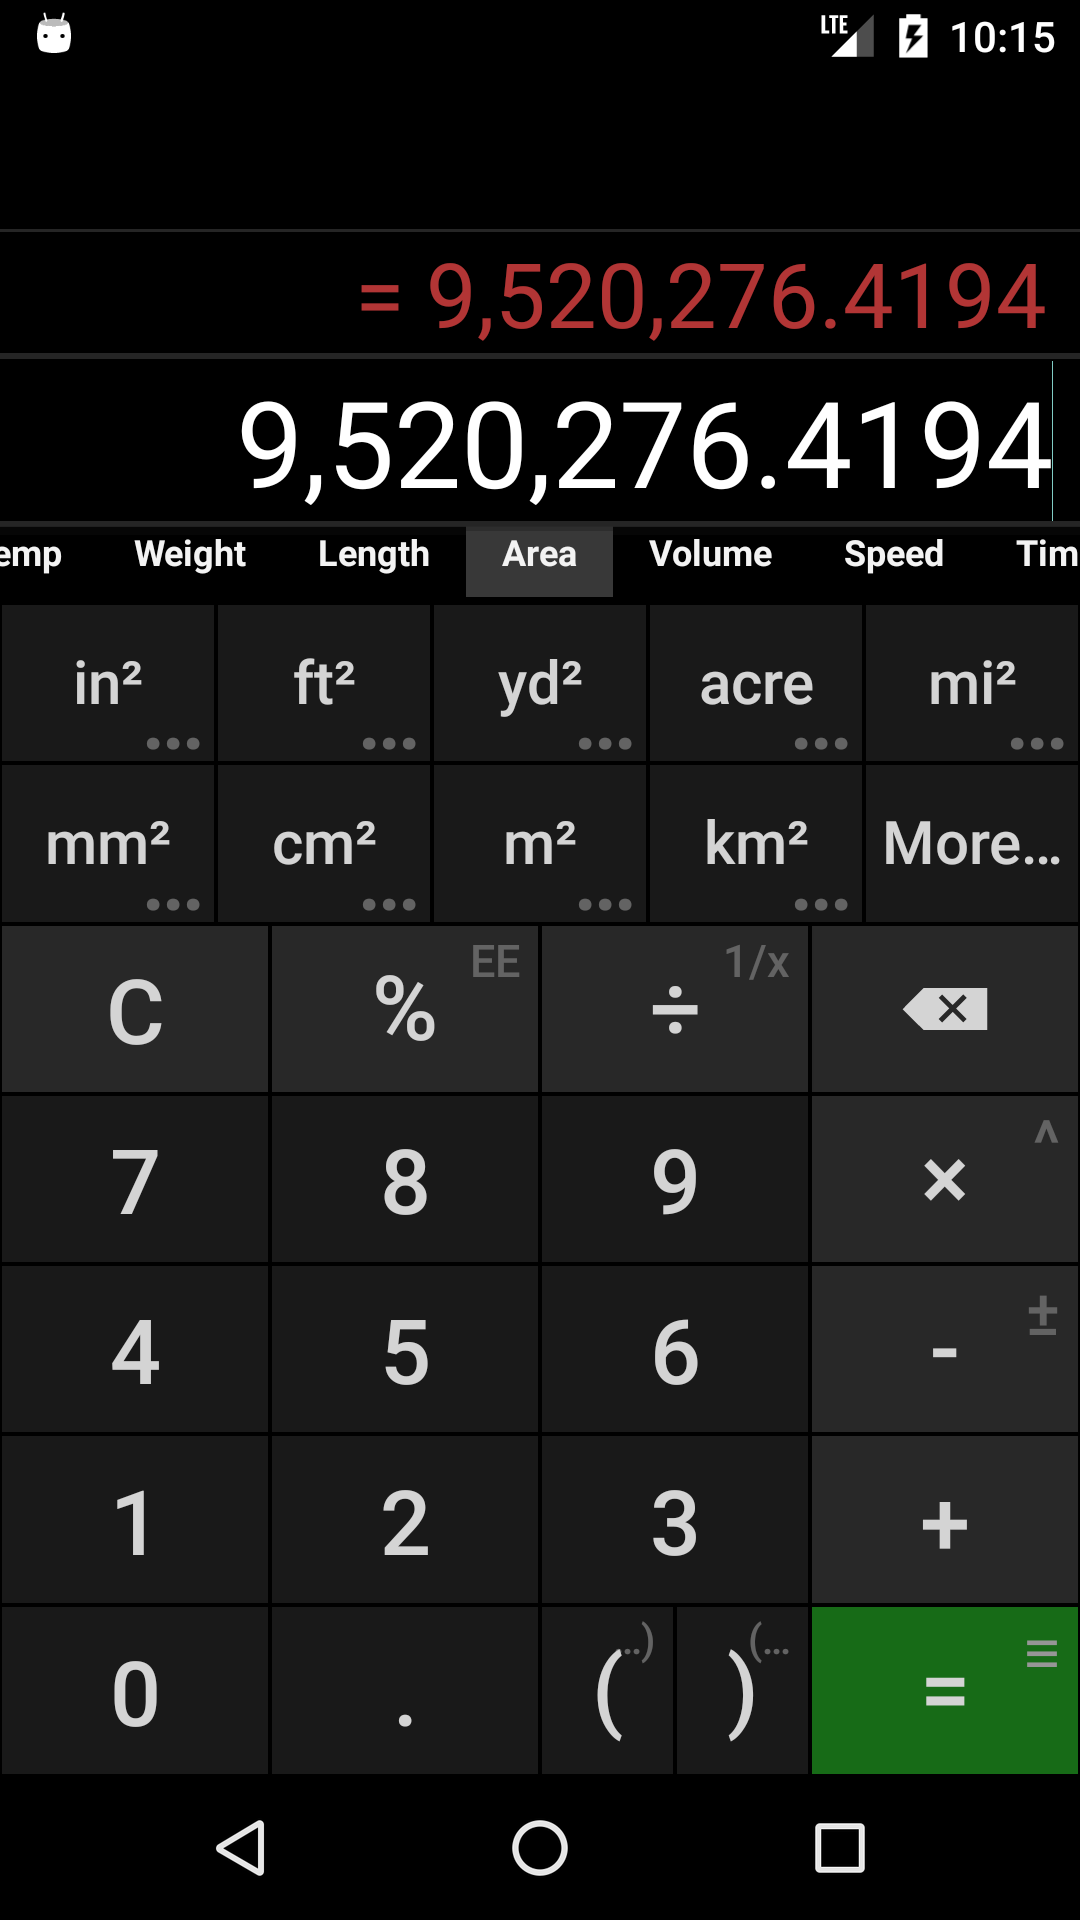 LTE 10:15
= 9,520,276.4194
9,520,276.4194
emp Weight Length Area Volume Speed Tim
in² ft² yd² acre mi²
mm² cm² m² km² More...
C % EE ÷ 1/x
7 8 9 × ^
4 5 6 - ±
1 2 3 +
0 . ( ..) ) (... =